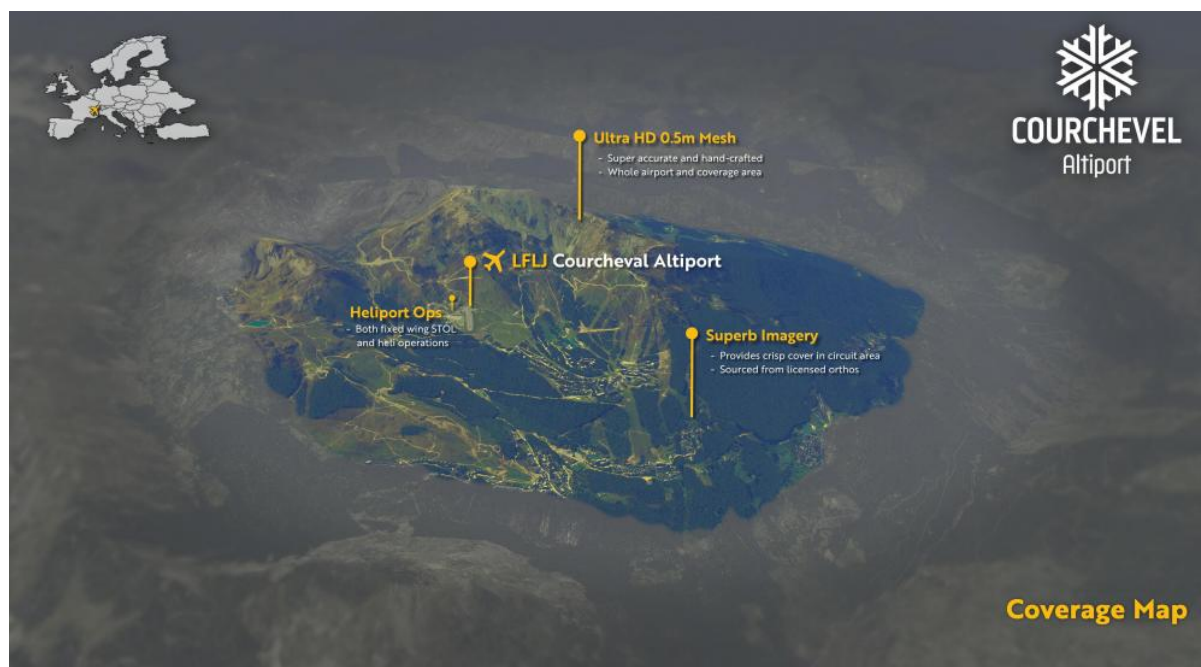 COURCHEVEL
Altiport
Ultra HD 0.5m Mesh
- Super accurate and hand-crafted
- Whole airport and coverage area
LFLJ Courcheval Altiport
Heliport Ops
- Both fixed wing STOL
and heli operations
Superb Imagery
- Provides crisp cover in circuit area
- Sourced from licensed orthos
Coverage Map